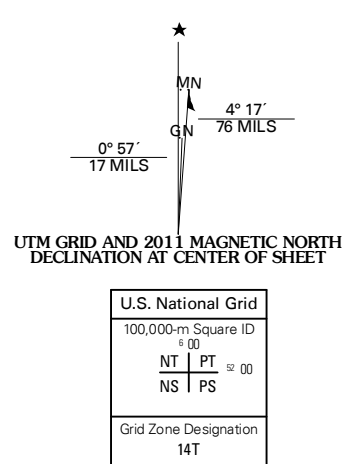 ★
MN
4° 17´
76 MILS
GN
0° 57´
17 MILS
UTM GRID AND 2011 MAGNETIC NORTH
DECLINATION AT CENTER OF SHEET
U.S. National Grid
100,000-m Square ID
6 00
NT PT 52 00
NS PS
Grid Zone Designation
14T